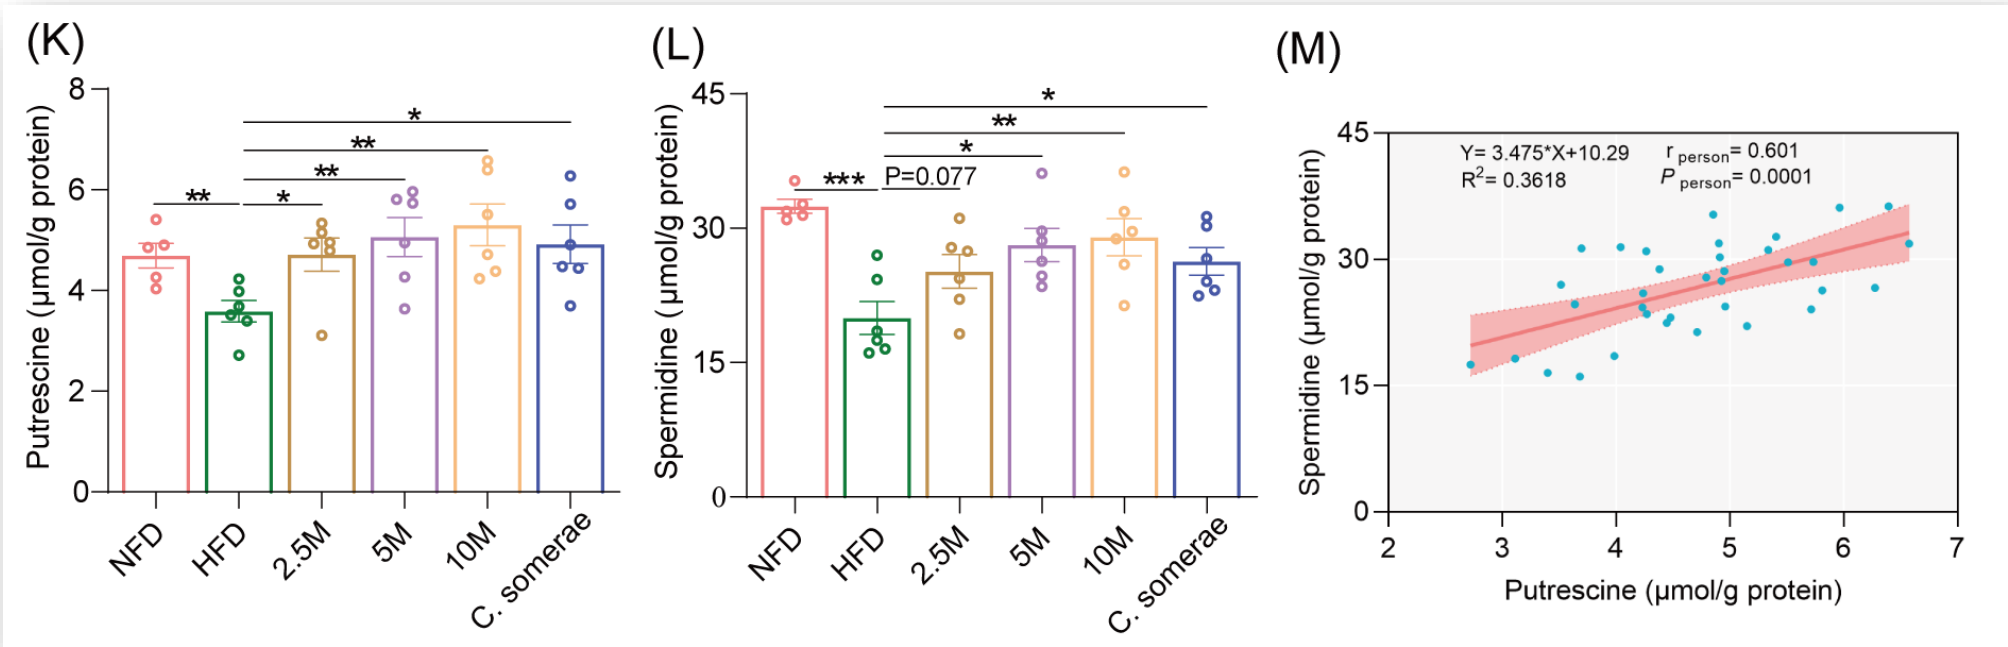 (K)
Putrescine (μmol/g protein)
8
6
4
2
0
**
*
**
**
*
NFD
HFD
2.5M
5M
10M
C. somerae
(L)
Spermidine (μmol/g protein)
45
30
15
0
***
P=0.077
*
**
*
NFD
HFD
2.5M
5M
10M
C. somerae
(M)
Spermidine (μmol/g protein)
45
30
15
0
Y= 3.475*X+10.29
R²= 0.3618
r person= 0.601
P person= 0.0001
2 3 4 5 6 7
Putrescine (μmol/g protein)